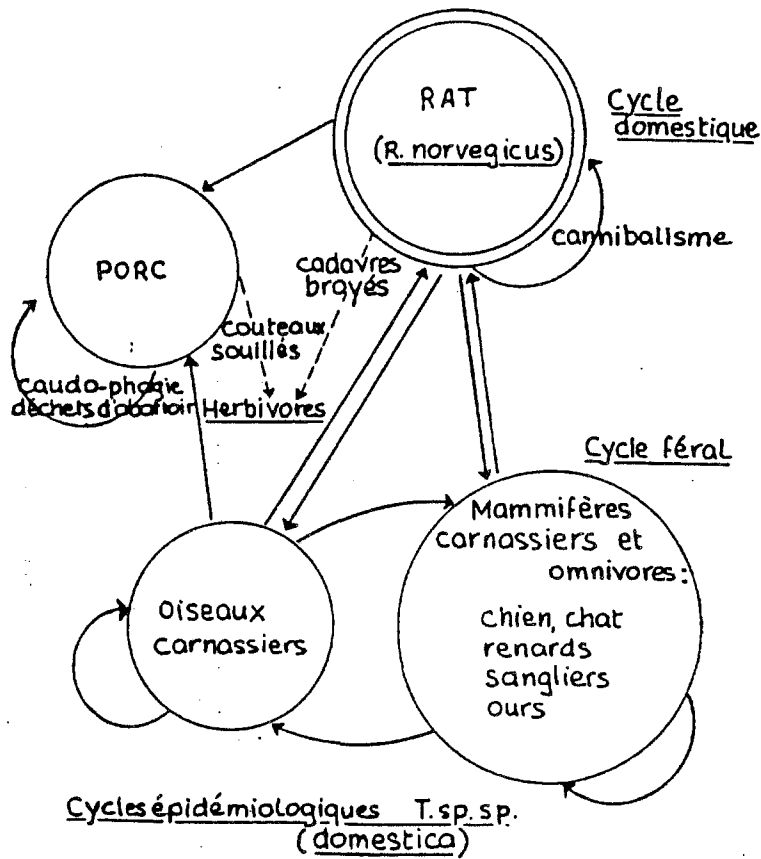 RAT
(R. norvegicus)
Cycle
domestique
cannibalisme
PORC
cadavres
broyés
couteaux
souillés
caudo-phagie
déchets d'abattoir
Herbivores
Cycle féral
Mammifères
carnassiers et
omnivores:
chien, chat
renards
sangliers
ours
Oiseaux
carnassiers
Cycles épidémiologiques T.sp.sp.
(domestica)